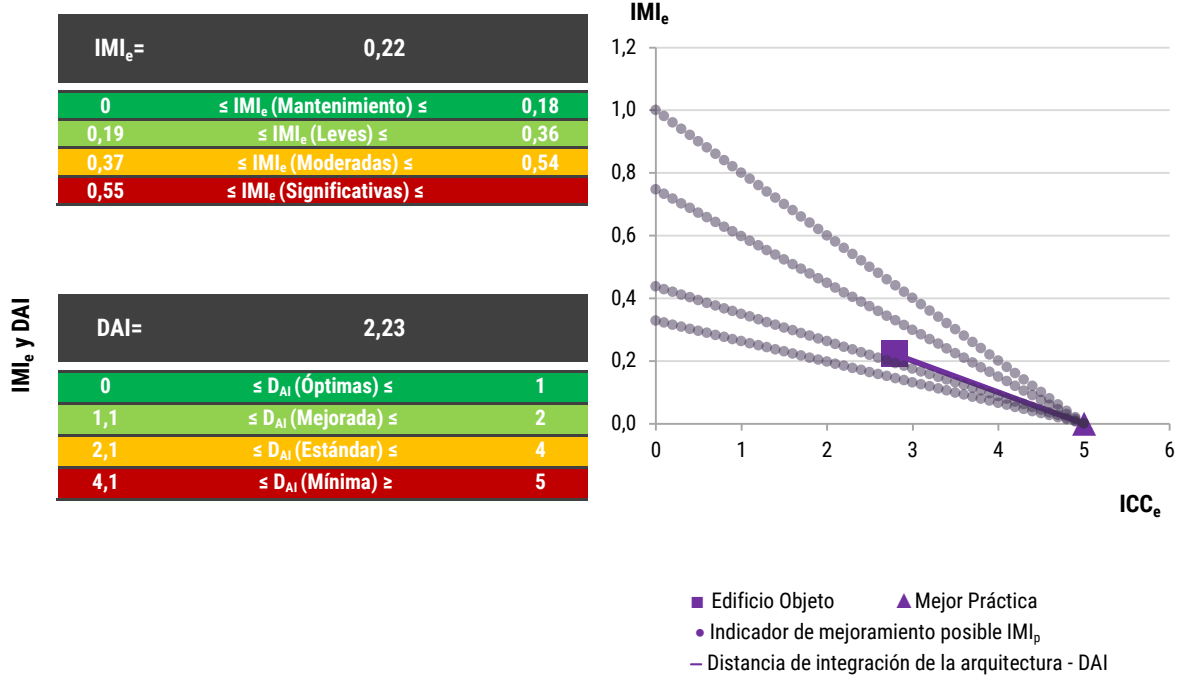 IMIe y DAI
IMIe= 0,22
0 ≤ IMIe (Mantenimiento) ≤ 0,18
0,19 ≤ IMIe (Leves) ≤ 0,36
0,37 ≤ IMIe (Moderadas) ≤ 0,54
0,55 ≤ IMIe (Significativas) ≤
DAI= 2,23
0 ≤ DAI (Óptimas) ≤ 1
1,1 ≤ DAI (Mejorada) ≤ 2
2,1 ≤ DAI (Estándar) ≤ 4
4,1 ≤ DAI (Mínima) ≥ 5
IMIe
1,2
1,0
0,8
0,6
0,4
0,2
0,0
0 1 2 3 4 5 6
ICCe
Edificio Objeto Mejor Práctica
Indicador de mejoramiento posible IMIp
Distancia de integración de la arquitectura - DAI